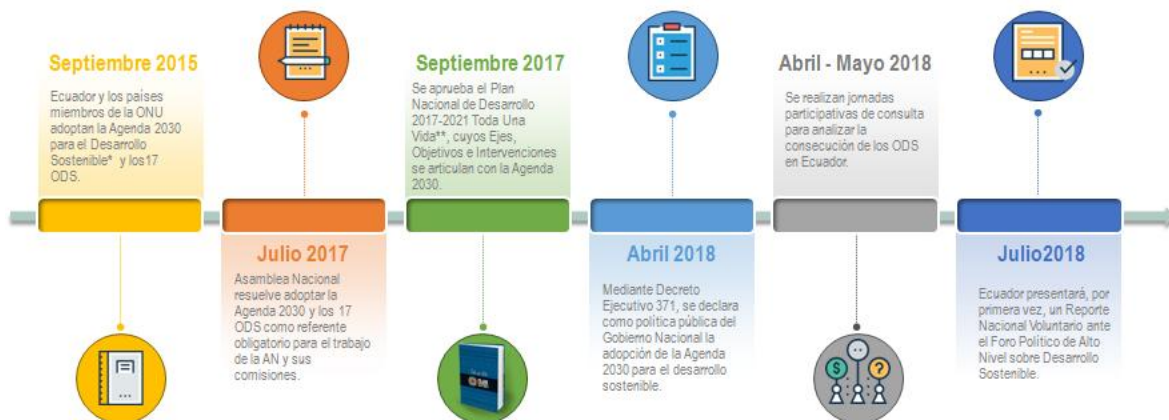 Septiembre 2015
Ecuador y los países
miembros de la ONU
adoptan la Agenda 2030
para el Desarrollo
Sostenible* y los17
ODS.
Julio 2017
Asamblea Nacional
resuelve adoptar la
Agenda 2030 y los 17
ODS como referente
obligatorio para el trabajo
de la AN y sus
comisiones.
Septiembre 2017
Se aprueba el Plan
Nacional de Desarrollo
2017-2021 Toda Una
Vida**, cuyos Ejes,
Objetivos e Intervenciones
se articulan con la Agenda
2030.
Abril 2018
Mediante Decreto
Ejecutivo 371, se declara
como política pública del
Gobierno Nacional la
adopción de la Agenda
2030 para el desarrollo
sostenible.
Abril - Mayo 2018
Se realizan jornadas
participativas de consulta
para analizar la
consecución de los ODS
en Ecuador.
$
?
Julio2018
Ecuador presentará, por
primera vez, un Reporte
Nacional Voluntario ante
el Foro Político de Alto
Nivel sobre Desarrollo
Sostenible.